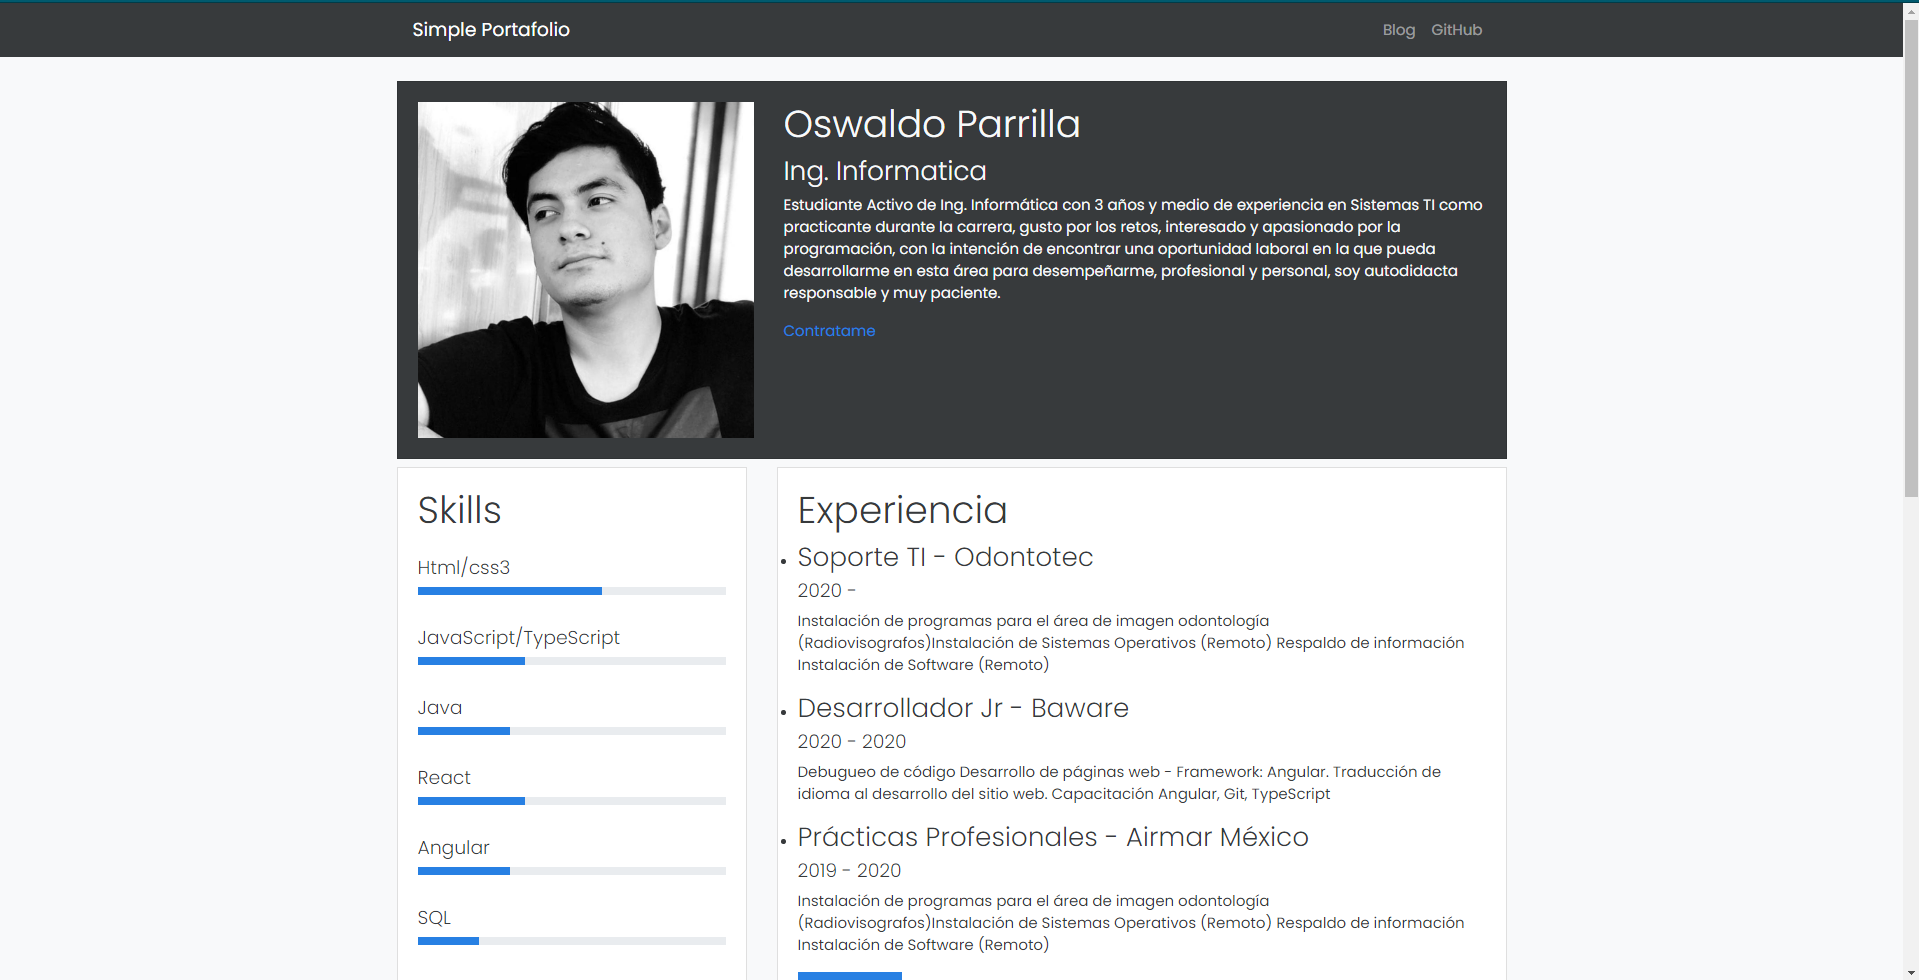 Simple Portafolio
Blog GitHub
Oswaldo Parrilla
Ing. Informatica
Estudiante Activo de Ing. Informática con 3 años y medio de experiencia en Sistemas TI como
practicante durante la carrera, gusto por los retos, interesado y apasionado por la
programación, con la intención de encontrar una oportunidad laboral en la que pueda
desarrollarme en esta área para desempeñarme, profesional y personal, soy autodidacta
responsable y muy paciente.
Contratame
Skills
Html/css3
JavaScript/TypeScript
Java
React
Angular
SQL
Experiencia
Soporte TI - Odontotec
2020 -
Instalación de programas para el área de imagen odontología
(Radiovisografos)Instalación de Sistemas Operativos (Remoto) Respaldo de información
Instalación de Software (Remoto)
Desarrollador Jr - Baware
2020 - 2020
Debugueo de código Desarrollo de páginas web - Framework: Angular. Traducción de
idioma al desarrollo del sitio web. Capacitación Angular, Git, TypeScript
Prácticas Profesionales - Airmar México
2019 - 2020
Instalación de programas para el área de imagen odontología
(Radiovisografos)Instalación de Sistemas Operativos (Remoto) Respaldo de información
Instalación de Software (Remoto)